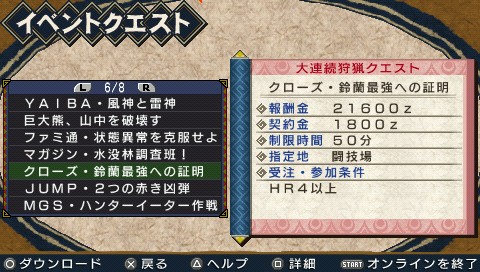 イベントクエスト
L 6/8 R
ＹＡＩＢＡ・風神と雷神
巨大熊、山中を破壊す
ファミ通・状態異常を克服せよ
マガジン・水没林調査班！
クローズ・鈴蘭最強への証明
ＪＵＭＰ・２つの赤き凶弾
ＭＧＳ・ハンターイーター作戦
大連続狩猟クエスト
クローズ・鈴蘭最強への証明
報酬金 ２１６００ｚ
契約金 １８００ｚ
制限時間 ５０分
指定地 闘技場
受注・参加条件
ＨＲ４以上
○ダウンロード ×戻る △ヘルプ □詳細 START オンラインを終了